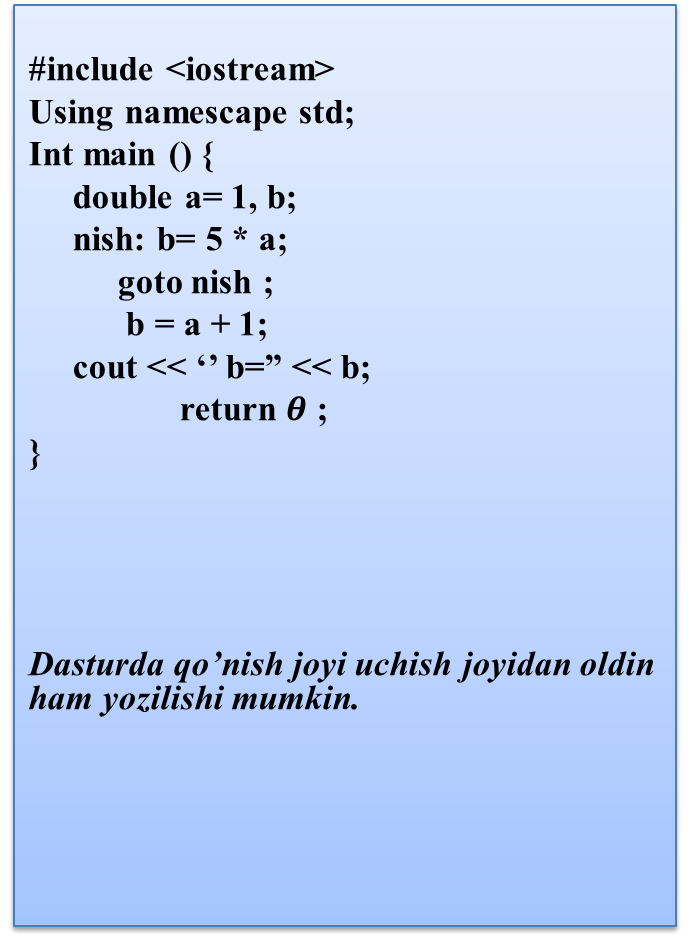 #include <iostream>
Using namescape std;
Int main () {
double a= 1, b;
nish: b= 5 * a;
goto nish ;
b = a + 1;
cout << ‘’ b=” << b;
return θ ;
}
Dasturda qo’nish joyi uchish joyidan oldin
ham yozilishi mumkin.